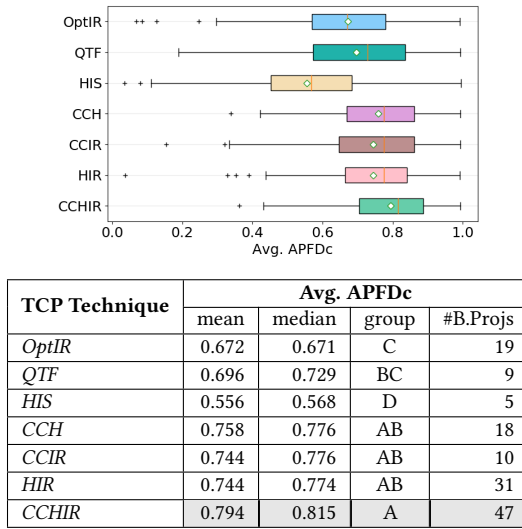 OptIR
QTF
HIS
CCH
CCIR
HIR
CCHIR
0.0 0.2 0.4 0.6 0.8 1.0
Avg. APFDc
TCP Technique Avg. APFDc
mean median group #B.Projs
OptIR 0.672 0.671 C 19
QTF 0.696 0.729 BC 9
HIS 0.556 0.568 D 5
CCH 0.758 0.776 AB 18
CCIR 0.744 0.776 AB 10
HIR 0.744 0.774 AB 31
CCHIR 0.794 0.815 A 47